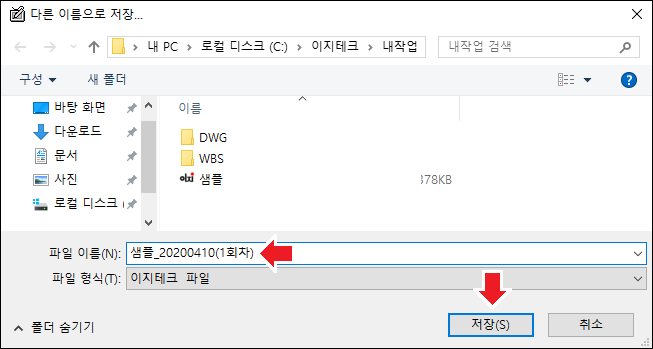 다른 이름으로 저장...
내 PC > 로컬 디스크 (C:) > 이지테크 > 내작업
내작업 검색
구성
새 폴더
?
바탕 화면
다운로드
문서
사진
로컬 디스크 (
이름
DWG
WBS
샘플
378KB
파일 이름(N): 샘플_20200410(1회차)
파일 형식(T): 이지테크 파일
폴더 숨기기
저장(S)
취소